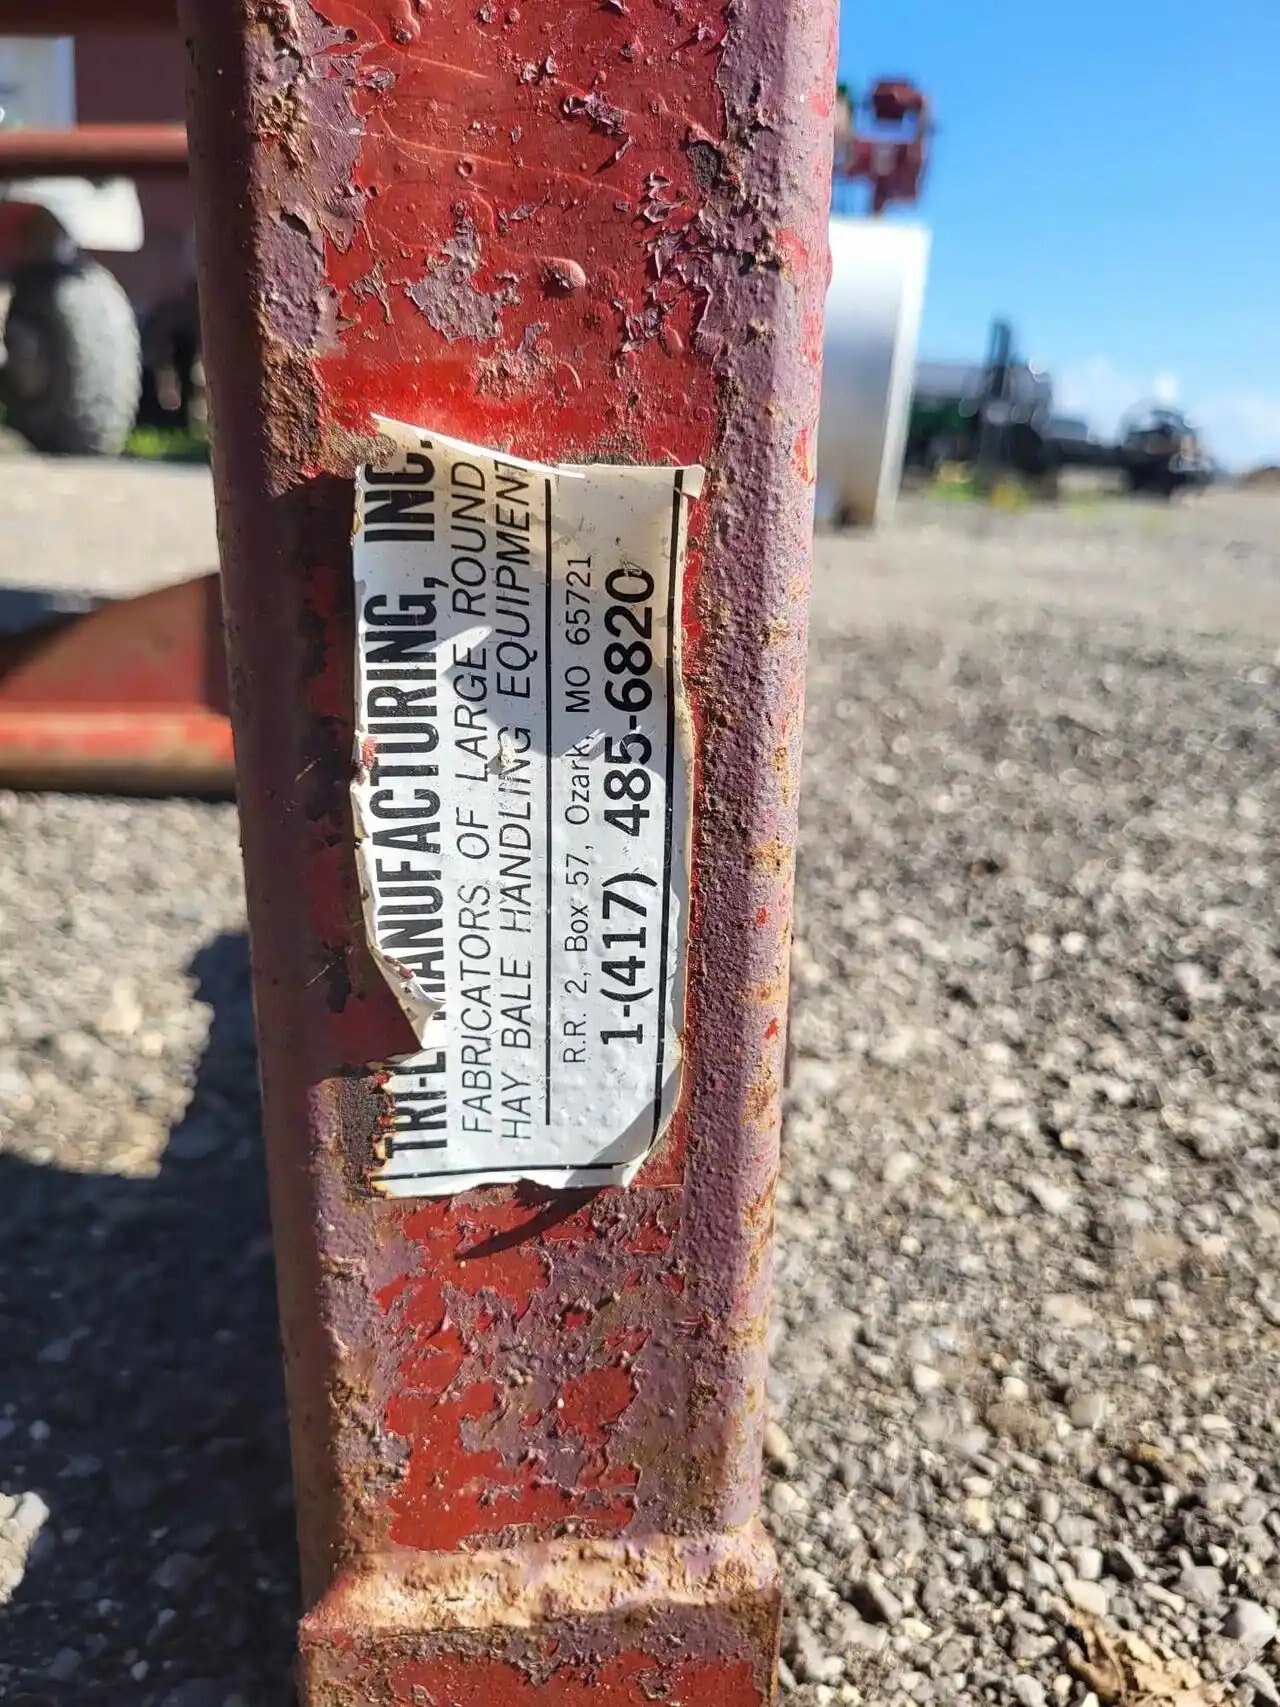 TRI-L MANUFACTURING, INC.
FABRICATORS OF LARGE ROUND
HAY BALE HANDLING EQUIPMENT
R.R. 2, Box 57, Ozark, MO 65721
1-(417) 485-6820